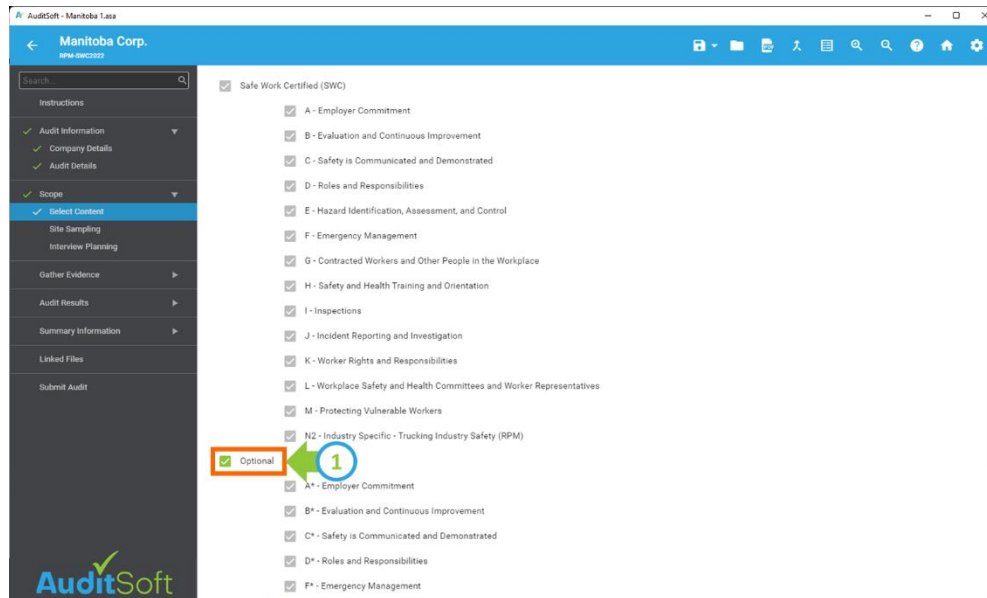 AuditSoft - Manitoba 1.asa
Manitoba Corp.
RPM-SWC2022
Search...
Instructions
Audit Information
Company Details
Audit Details
Scope
Select Content
Site Sampling
Interview Planning
Gather Evidence
Audit Results
Summary Information
Linked Files
Submit Audit
AuditSoft
Safe Work Certified (SWC)
A - Employer Commitment
B - Evaluation and Continuous Improvement
C - Safety is Communicated and Demonstrated
D - Roles and Responsibilities
E - Hazard Identification, Assessment, and Control
F - Emergency Management
G - Contracted Workers and Other People in the Workplace
H - Safety and Health Training and Orientation
I - Inspections
J - Incident Reporting and Investigation
K - Worker Rights and Responsibilities
L - Workplace Safety and Health Committees and Worker Representatives
M - Protecting Vulnerable Workers
N2 - Industry Specific - Trucking Industry Safety (RPM)
Optional 1
A* - Employer Commitment
B* - Evaluation and Continuous Improvement
C* - Safety is Communicated and Demonstrated
D* - Roles and Responsibilities
F* - Emergency Management